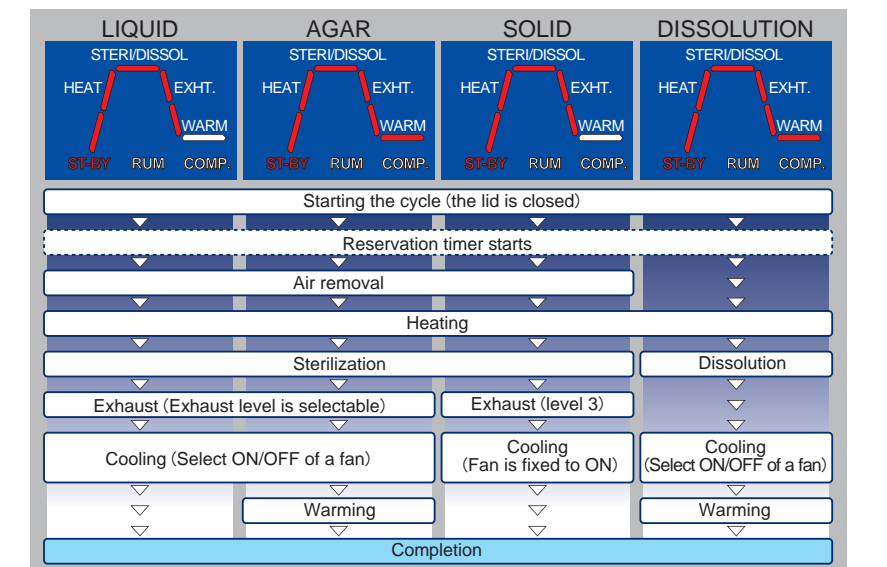 LIQUID AGAR SOLID DISSOLUTION
STERI/DISSOL STERI/DISSOL STERI/DISSOL STERI/DISSOL
HEAT EXHT. HEAT EXHT. HEAT EXHT. HEAT EXHT.
WARM WARM WARM WARM
ST-BY RUM COMP. ST-BY RUM COMP. ST-BY RUM COMP. ST-BY RUM COMP.
Starting the cycle (the lid is closed)
Reservation timer starts
Air removal
Heating
Sterilization Dissolution
Exhaust (Exhaust level is selectable) Exhaust (level 3)
Cooling (Select ON/OFF of a fan)
Cooling
(Fan is fixed to ON)
Cooling
(Select ON/OFF of a fan)
Warming Warming
Completion